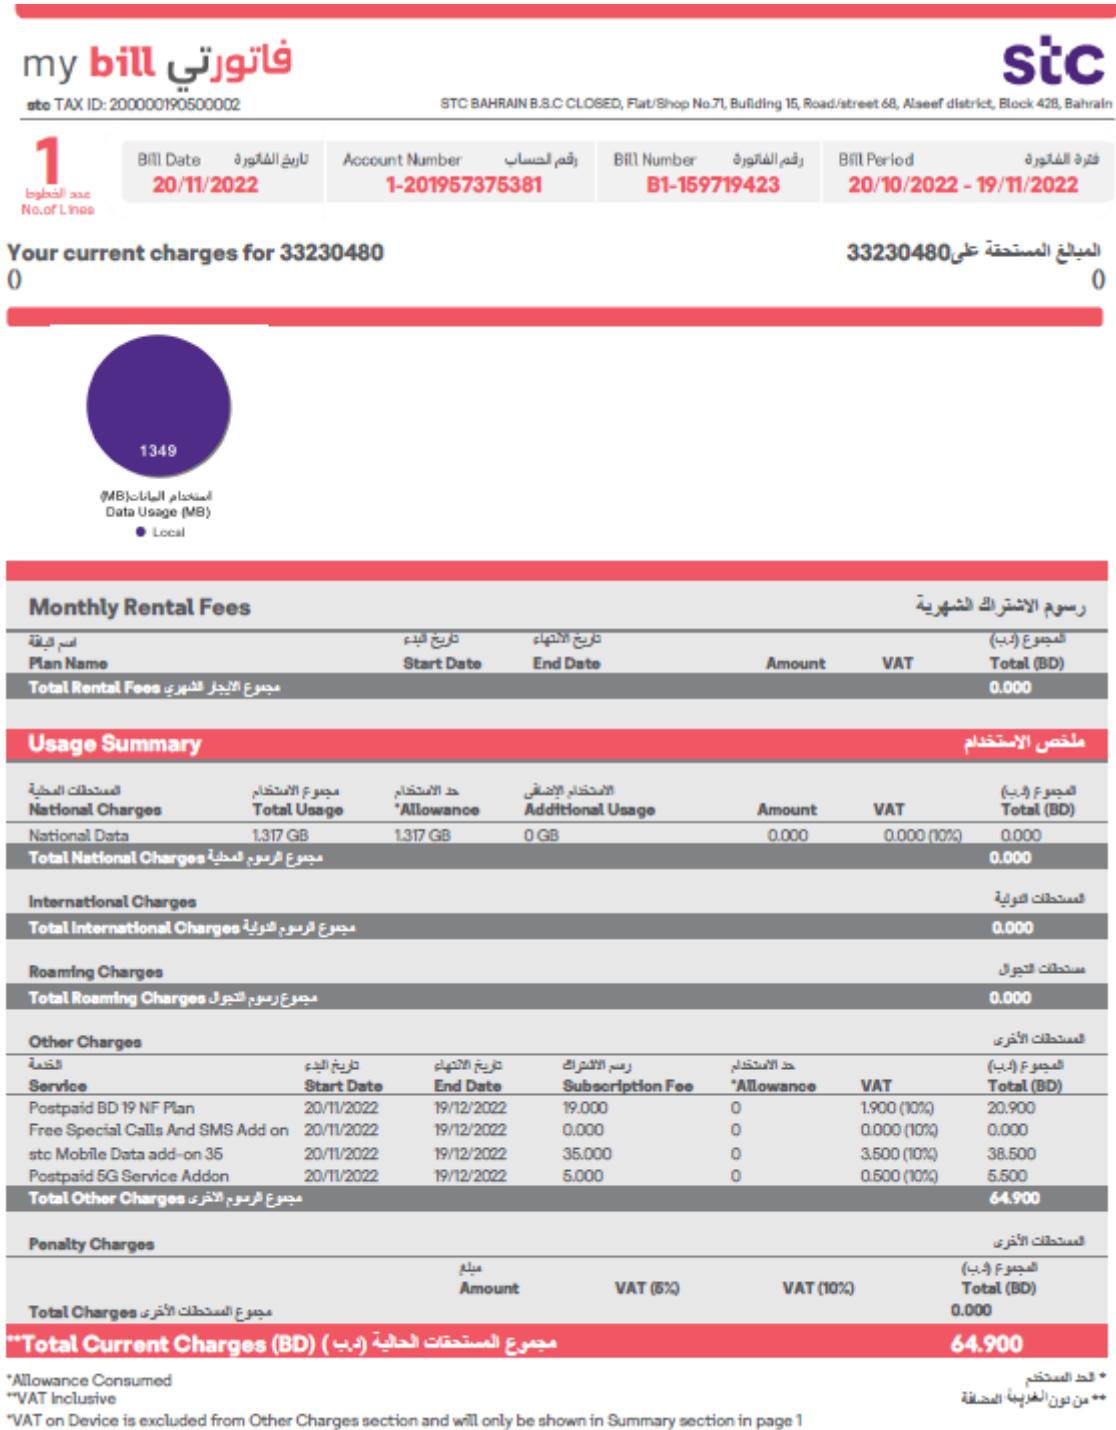 my bill فاتورتي
stc
stc TAX ID: 200000190500002
STC BAHRAIN B.S.C CLOSED, Flat/Shop No.71, Building 15, Road/street 68, Alseef district, Block 428, Bahrain
1
عدد الخطوط
No.of Lines
Bill Date تاريخ الفاتورة
20/11/2022
Account Number رقم الحساب
1-201957375381
Bill Number رقم الفاتورة
B1-159719423
Bill Period فترة الفاتورة
20/10/2022 - 19/11/2022
Your current charges for 33230480 المبالغ المستحقة على33230480
() ()
1349
استخدام البيانات(MB)
Data Usage (MB)
Local
Monthly Rental Fees رسوم الاشتراك الشهرية
اسم الباقة تاريخ البدء تاريخ الانتهاء المجموع (د.ب)
Plan Name Start Date End Date Amount VAT Total (BD)
Total Rental Fees مجموع الايجار الشهري 0.000
Usage Summary ملخص الاستخدام
المستحقات المحلية مجموع الاستخدام حد الاستخدام الاستخدام الإضافي المجموع (د.ب)
National Charges Total Usage *Allowance Additional Usage Amount VAT Total (BD)
National Data 1.317 GB 1.317 GB 0 GB 0.000 0.000 (10%) 0.000
Total National Charges مجموع الرسوم المحلية 0.000
International Charges المستحقات الدولية
Total International Charges مجموع الرسوم الدولية 0.000
Roaming Charges مستحقات التجوال
Total Roaming Charges مجموع رسوم التجوال 0.000
Other Charges المستحقات الأخرى
الخدمة تاريخ البدء تاريخ الانتهاء رسم الاشتراك حد الاستخدام المجموع (د.ب)
Service Start Date End Date Subscription Fee *Allowance VAT Total (BD)
Postpaid BD 19 NF Plan 20/11/2022 19/12/2022 19.000 0 1.900 (10%) 20.900
Free Special Calls And SMS Add on 20/11/2022 19/12/2022 0.000 0 0.000 (10%) 0.000
stc Mobile Data add-on 35 20/11/2022 19/12/2022 35.000 0 3.500 (10%) 38.500
Postpaid 5G Service Addon 20/11/2022 19/12/2022 5.000 0 0.500 (10%) 5.500
Total Other Charges مجموع الرسوم الاخرى 64.900
Penalty Charges المستحقات الأخرى
مبلغ المجموع (د.ب)
Amount VAT (5%) VAT (10%) Total (BD)
Total Charges مجموع المستحقات الأخرى 0.000
**Total Current Charges (BD) مجموع المستحقات الحالية (د.ب) 64.900
*Allowance Consumed * الحد المستخدم
**VAT Inclusive ** من دون الضريبة المضافة
*VAT on Device is excluded from Other Charges section and will only be shown in Summary section in page 1